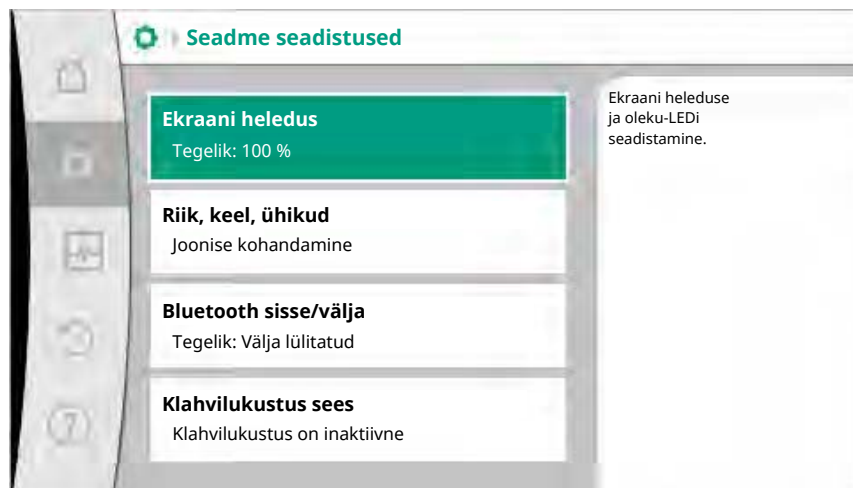 Seadme seadistused
Ekraani heledus
Tegelik: 100 %
Riik, keel, ühikud
Joonise kohandamine
Bluetooth sisse/välja
Tegelik: Välja lülitatud
Klahvilukustus sees
Klahvilukustus on inaktiivne
Ekraani heleduse
ja oleku-LEDi
seadistamine.